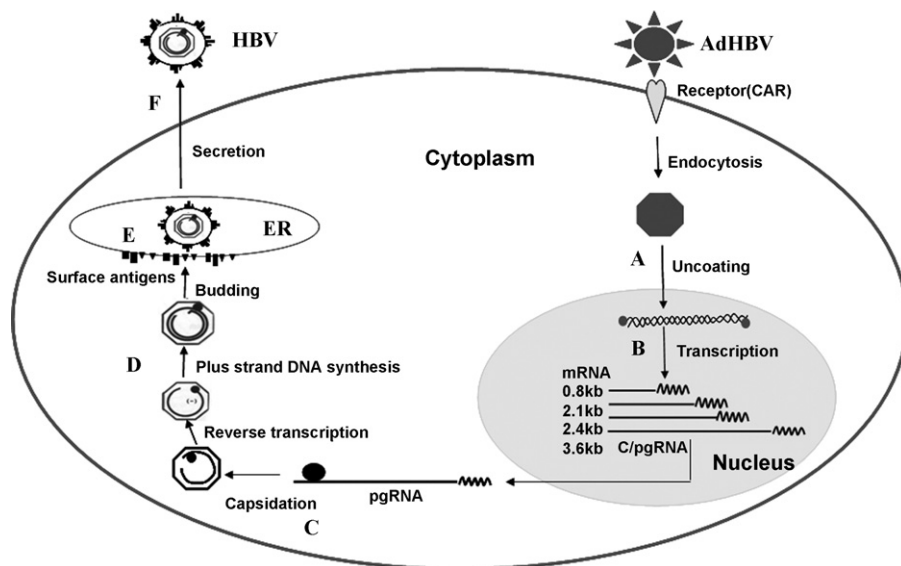 HBV
AdHBV
Receptor(CAR)
F
Secretion
Cytoplasm
Endocytosis
E
ER
A
Uncoating
Surface antigens
Budding
B
Transcription
D
Plus strand DNA synthesis
(-)
mRNA
0.8kb
2.1kb
2.4kb
3.6kb
C/pgRNA
Nucleus
Reverse transcription
Capsidation
pgRNA
C